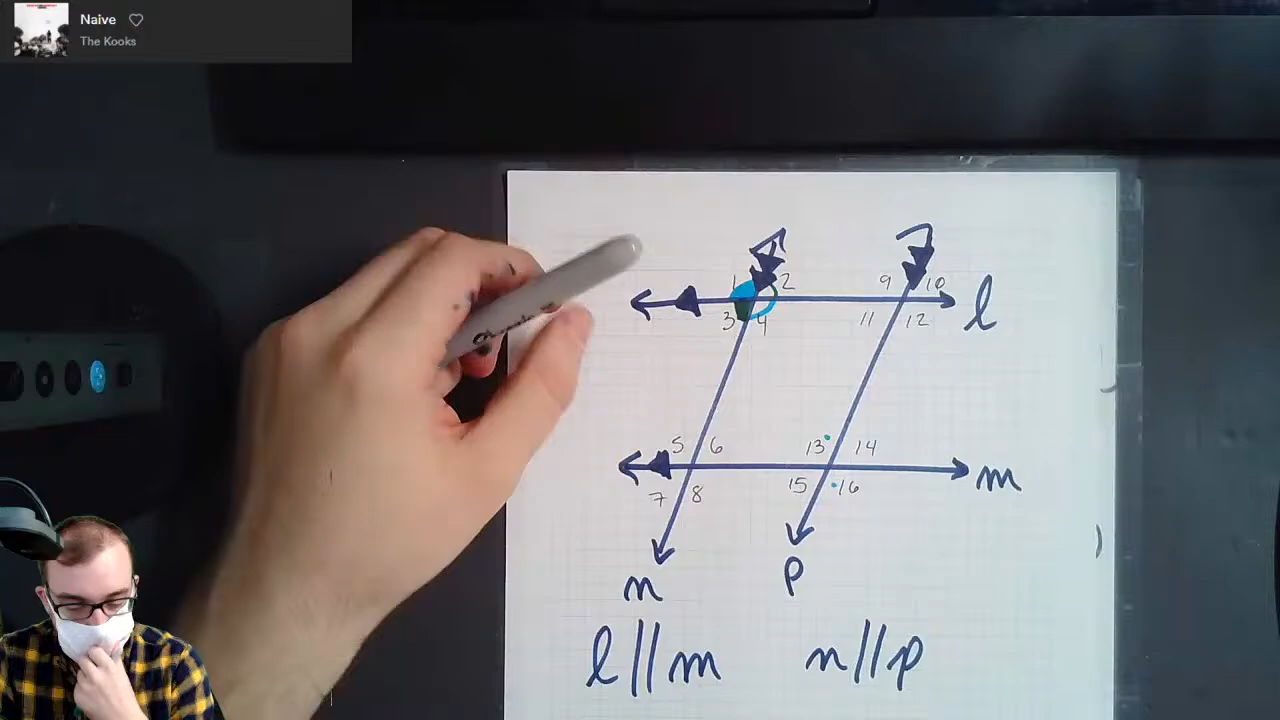 Naive
The Kooks
1 2 9 10
l
3 4 11 12
5 6 13 14
m
7 8 15 16
n p
l || m n || p